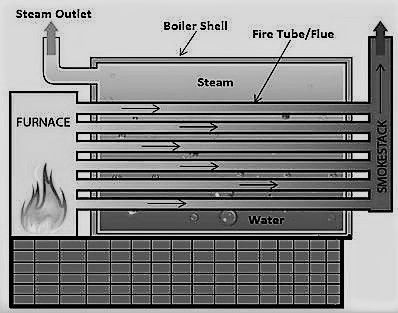 Steam Outlet
Boiler Shell
Fire Tube/Flue
Steam
FURNACE
SMOKESTACK
Water